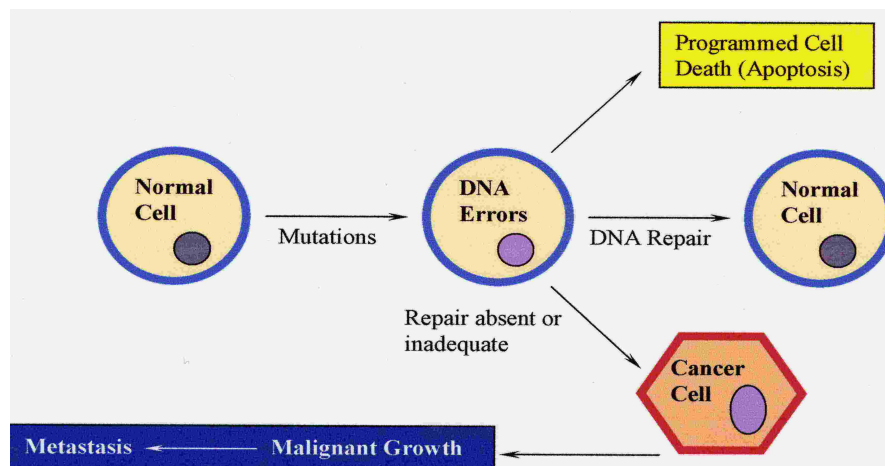 Programmed Cell
Death (Apoptosis)
Normal
Cell
Mutations
DNA
Errors
DNA Repair
Normal
Cell
Repair absent or
inadequate
Cancer
Cell
Metastasis
Malignant Growth